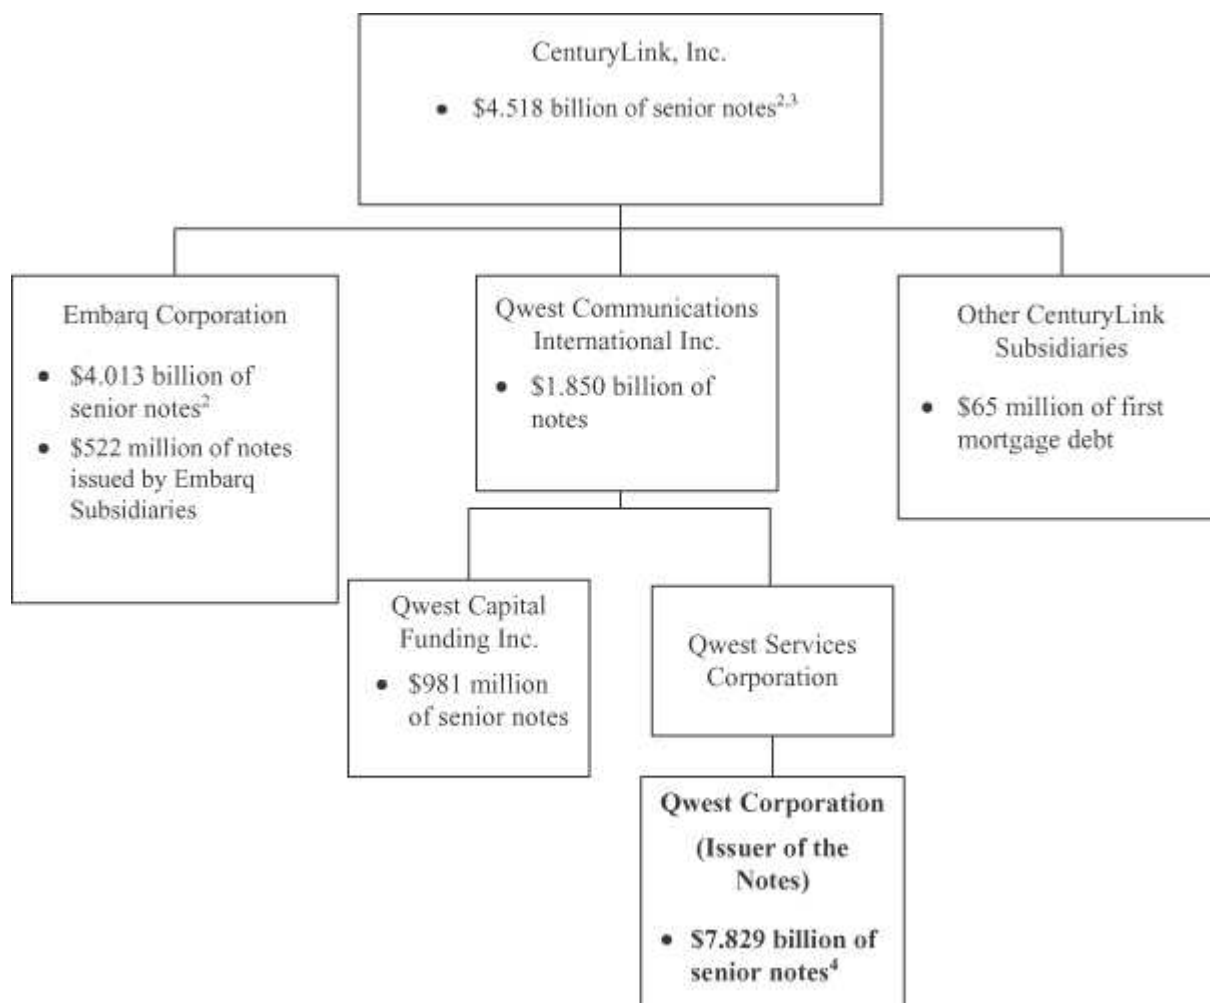 CenturyLink, Inc.
• $4.518 billion of senior notes2,3
Embarq Corporation
• $4.013 billion of
senior notes2
• $522 million of notes
issued by Embarq
Subsidiaries
Qwest Communications
International Inc.
• $1.850 billion of
notes
Other CenturyLink
Subsidiaries
• $65 million of first
mortgage debt
Qwest Capital
Funding Inc.
• $981 million
of senior notes
Qwest Services
Corporation
Qwest Corporation
(Issuer of the
Notes)
• $7.829 billion of
senior notes4